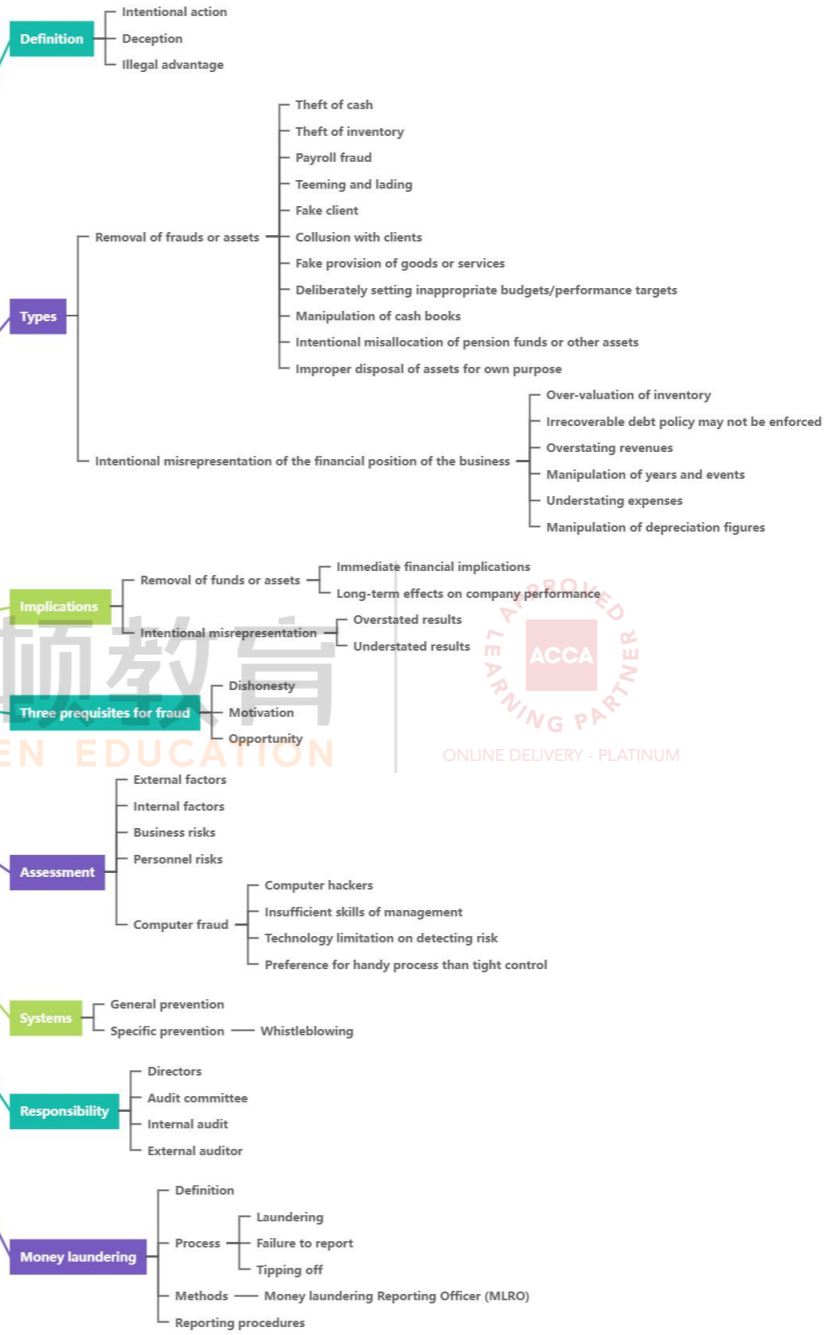 Definition
Intentional action
Deception
Illegal advantage
Types
Removal of frauds or assets
Theft of cash
Theft of inventory
Payroll fraud
Teeming and lading
Fake client
Collusion with clients
Fake provision of goods or services
Deliberately setting inappropriate budgets/performance targets
Manipulation of cash books
Intentional misallocation of pension funds or other assets
Improper disposal of assets for own purpose
Intentional misrepresentation of the financial position of the business
Over-valuation of inventory
Irrecoverable debt policy may not be enforced
Overstating revenues
Manipulation of years and events
Understating expenses
Manipulation of depreciation figures
Implications
Removal of funds or assets
Immediate financial implications
Long-term effects on company performance
Intentional misrepresentation
Overstated results
Understated results
Three prequisites for fraud
Dishonesty
Motivation
Opportunity
顿教育
EN EDUCATION
APPROVED LEARNING PARTNER
ACCA
ONLINE DELIVERY - PLATINUM
Assessment
External factors
Internal factors
Business risks
Personnel risks
Computer fraud
Computer hackers
Insufficient skills of management
Technology limitation on detecting risk
Preference for handy process than tight control
Systems
General prevention
Specific prevention
Whistleblowing
Responsibility
Directors
Audit committee
Internal audit
External auditor
Money laundering
Definition
Process
Laundering
Failure to report
Tipping off
Methods
Money laundering Reporting Officer (MLRO)
Reporting procedures